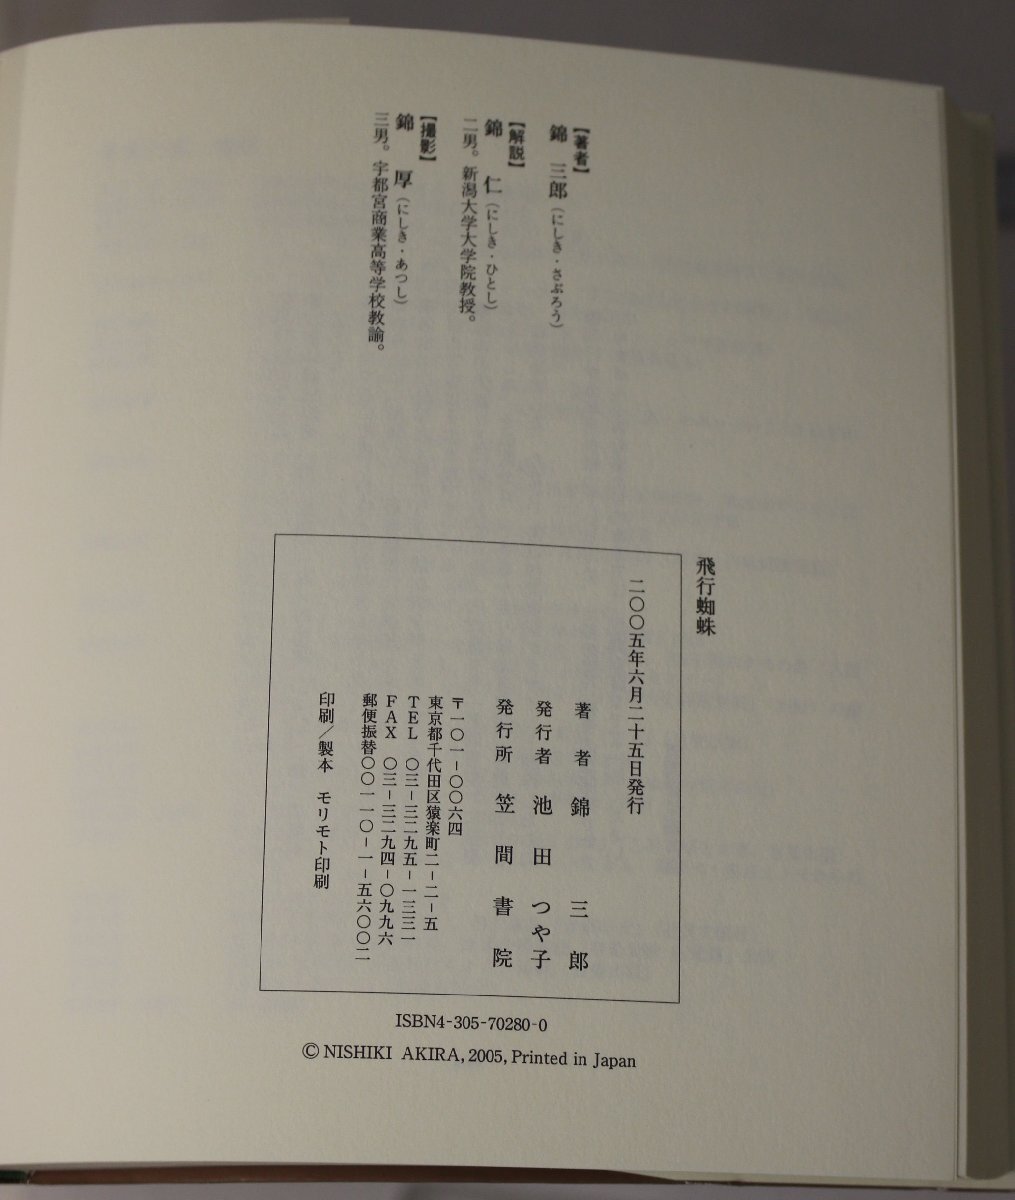 【著者】
錦 三郎（にしき・さぶろう）
【解説】
錦 仁（にしき・ひとし）
二男。新潟大学大学院教授。
【撮影】
錦 厚（にしき・あつし）
三男。宇都宮商業高等学校教諭。
飛行蜘蛛
二〇〇五年六月二十五日発行
著者 錦三郎
発行者 池田つや子
発行所 笠間書院
〒一〇一−〇〇六四
東京都千代田区猿楽町二−二−五
TEL 〇三−三二九五−一三三一
FAX 〇三−三二九四−〇九九六
郵便振替〇〇一一〇−一−五六〇〇二
印刷／製本 モリモト印刷
ISBN4-305-70280-0
© NISHIKI AKIRA, 2005, Printed in Japan